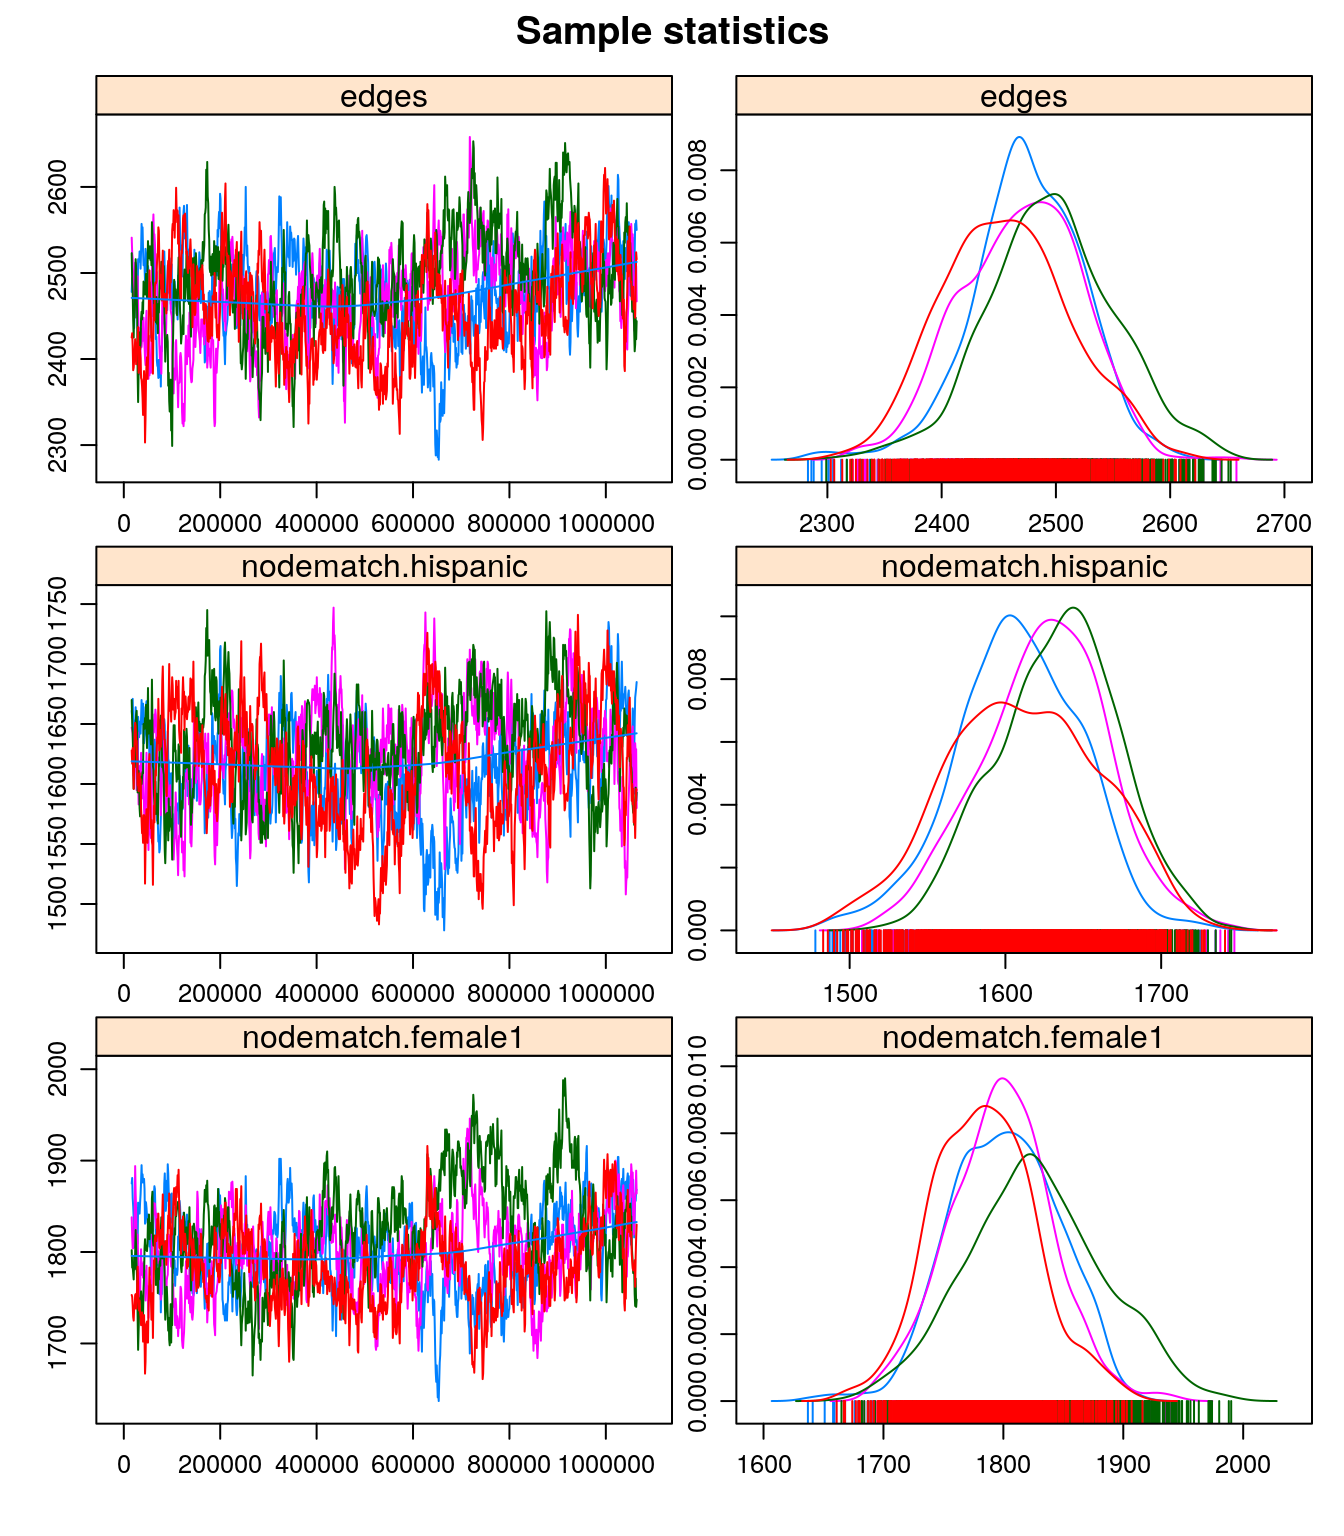 Sample statistics
edges
edges
2300 2400 2500 2600
0.000 0.002 0.004 0.006 0.008
0 200000 400000 600000 800000 1000000
2300 2400 2500 2600 2700
nodematch.hispanic
nodematch.hispanic
1500 1550 1600 1650 1700 1750
0.000 0.004 0.008
0 200000 400000 600000 800000 1000000
1500 1600 1700
nodematch.female1
nodematch.female1
1700 1800 1900 2000
0.000 0.002 0.004 0.006 0.008 0.010
0 200000 400000 600000 800000 1000000
1600 1700 1800 1900 2000